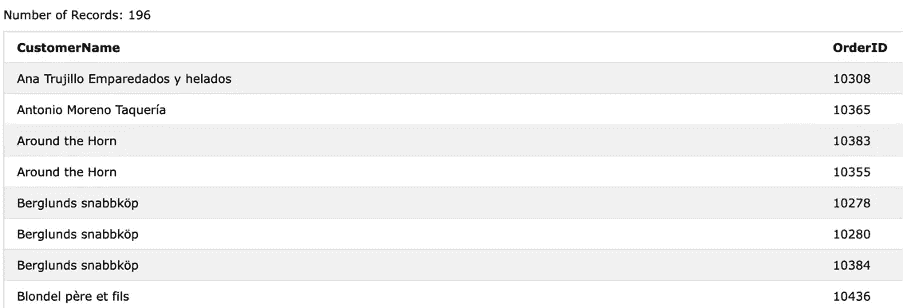 Number of Records: 196
CustomerName OrderID
Ana Trujillo Emparedados y helados 10308
Antonio Moreno Taquería 10365
Around the Horn 10383
Around the Horn 10355
Berglunds snabbköp 10278
Berglunds snabbköp 10280
Berglunds snabbköp 10384
Blondel père et fils 10436